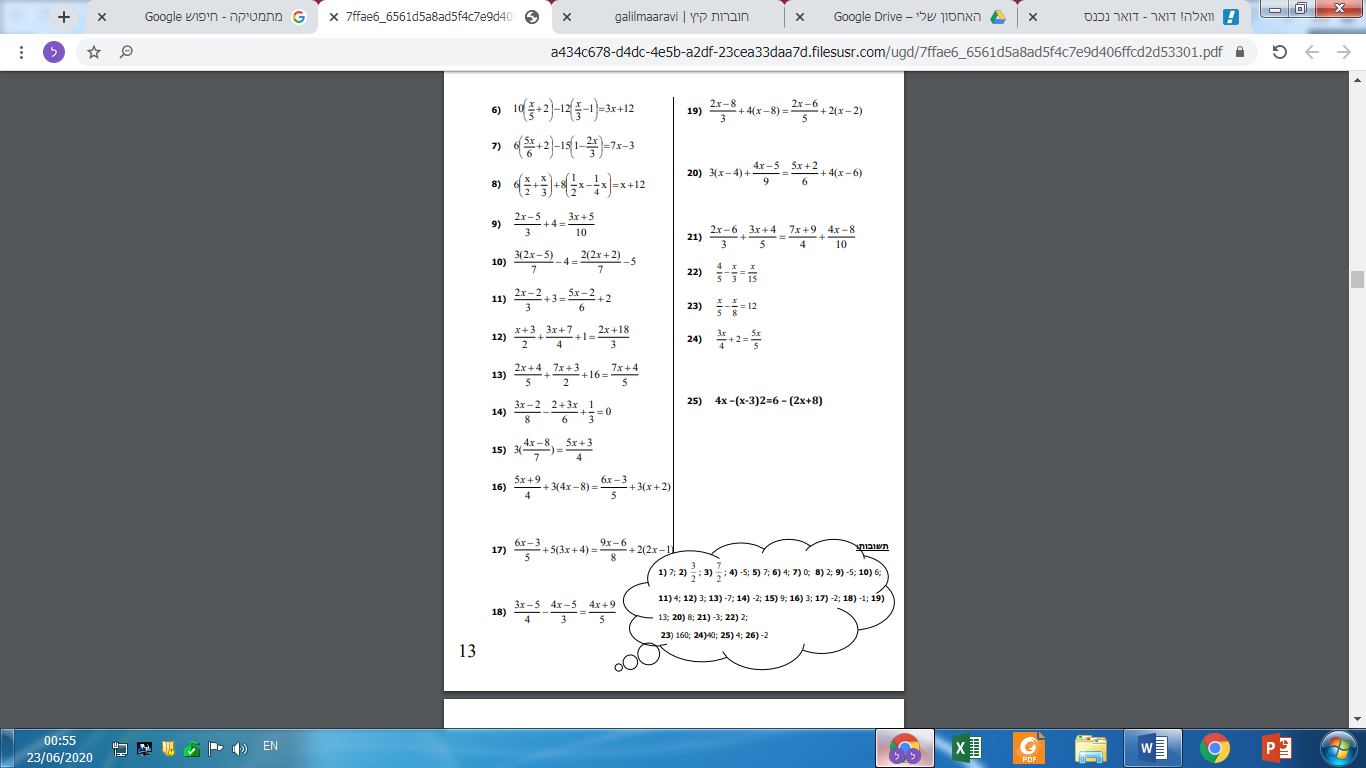 מתמטיקה - חיפוש Google
7ffae6_6561d5a8ad5f4c7e9d40
חוברות קיץ | galilmaaravi
האחסון שלי – Google Drive
וואלה! דואר - דואר נכנס
a434c678-d4dc-4e5b-a2df-23cea33daa7d.filesusr.com/ugd/7ffae6_6561d5a8ad5f4c7e9d406ffcd2d53301.pdf
6) 10(x/5+2)−12(x/3−1)=3x+12
7) 6(5x/6+2)−15(1−2x/3)=7x−3
8) 6(x/2+x/3)+8(1/2x−1/4x)=x+12
9) (2x−5)/3+4=(3x+5)/10
10) 3(2x−5)/7−4=2(2x+2)/7−5
11) (2x−2)/3+3=(5x−2)/6+2
12) (x+3)/2+(3x+7)/4+1=(2x+18)/3
13) (2x+4)/5+(7x+3)/2+16=(7x+4)/5
14) (3x−2)/8−(2+3x)/6+1/3=0
15) 3((4x−8)/7)=(5x+3)/4
16) (5x+9)/4+3(4x−8)=(6x−3)/5+3(x+2)
17) (6x−3)/5+5(3x+4)=(9x−6)/8+2(2x−1)
18) (3x−5)/4−(4x−5)/3=(4x+9)/5
19) (2x−8)/3+4(x−8)=(2x−6)/5+2(x−2)
20) 3(x−4)+(4x−5)/9=(5x+2)/6+4(x−6)
21) (2x−6)/3+(3x+4)/5=(7x+9)/4+(4x−8)/10
22) 4/5−x/3=x/15
23) x/5−x/8=12
24) 3x/4+2=5x/5
25) 4x –(x-3)2=6 – (2x+8)
תשובות:
1) 7; 2) 3/2; 3) 7/2; 4) -5; 5) 7; 6) 4; 7) 0; 8) 2; 9) -5; 10) 6;
11) 4; 12) 3; 13) -7; 14) -2; 15) 9; 16) 3; 17) -2; 18) -1; 19)
13; 20) 8; 21) -3; 22) 2;
23) 160; 24)40; 25) 4; 26) -2
13
00:55
23/06/2020
EN
PDF